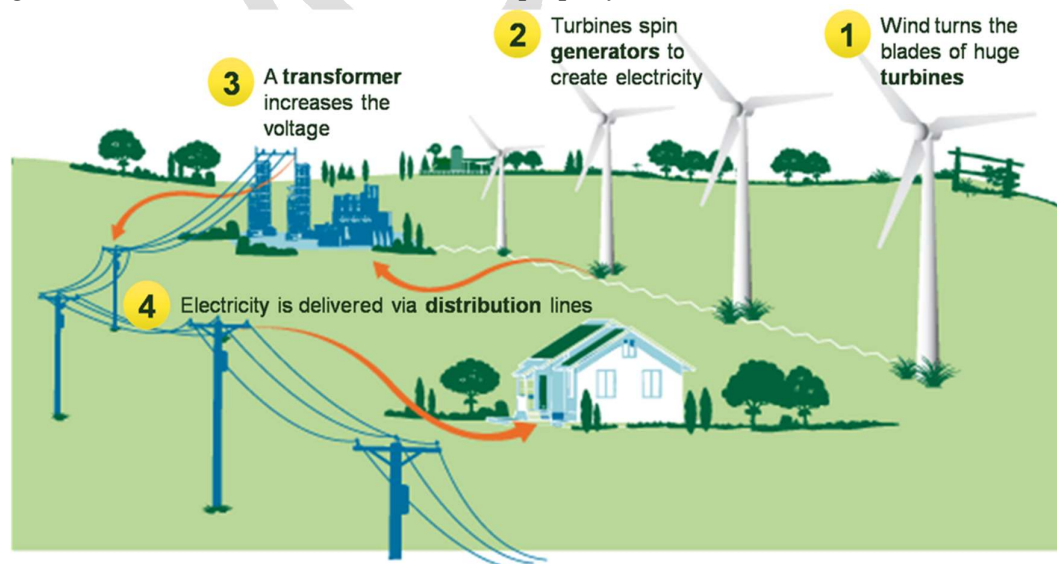 1
Wind turns the
blades of huge
turbines
2
Turbines spin
generators to
create electricity
3
A transformer
increases the
voltage
4
Electricity is delivered via distribution lines